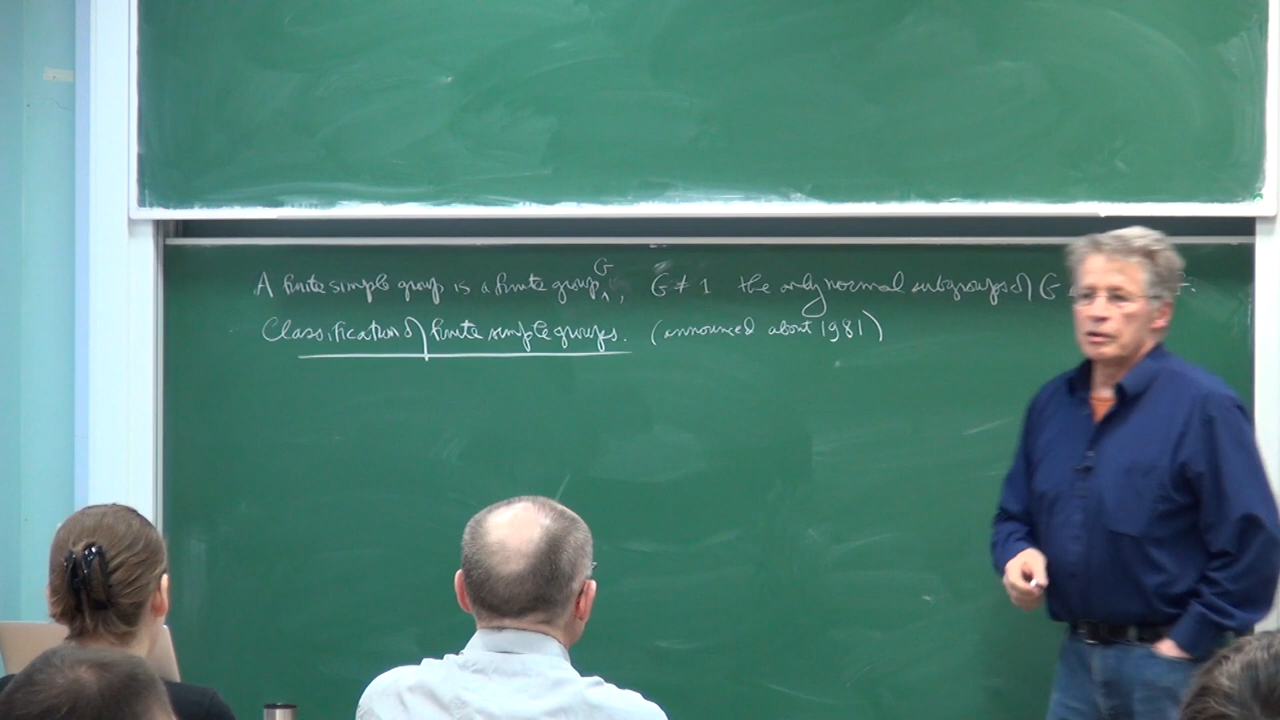 A finite simple group is a finite group G, G ≠ 1 the only normal subgroups of G
Classification of finite simple groups. (announced about 1981)